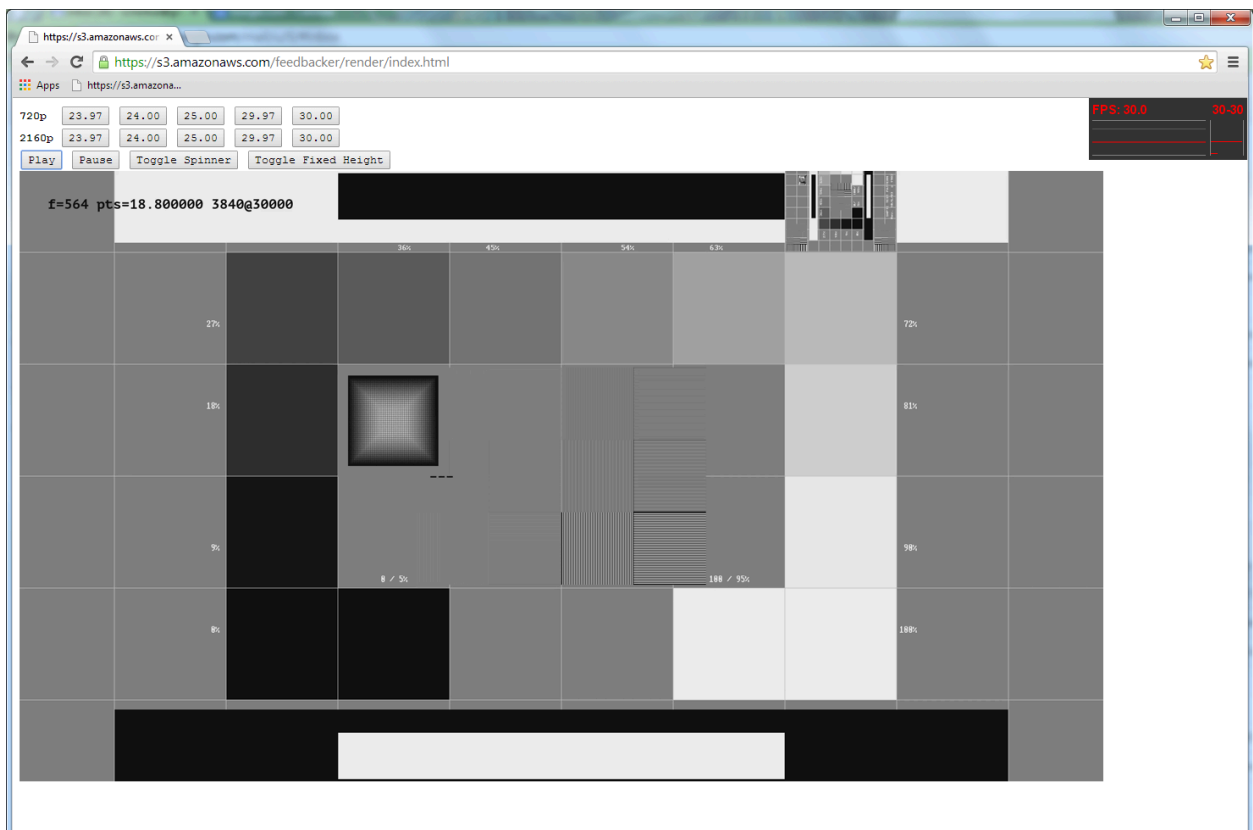 https://s3.amazonaws.cor ×
https://s3.amazonaws.com/feedbacker/render/index.html
Apps https://s3.amazona...
720p 23.97 24.00 25.00 29.97 30.00
2160p 23.97 24.00 25.00 29.97 30.00
Play Pause Toggle Spinner Toggle Fixed Height
FPS: 30.0 30-30
f=564 pts=18.800000 3840@30000
36% 45% 54% 63%
27% 72%
18% 81%
9% 90%
0 / 5% 100 / 95%
0% 100%